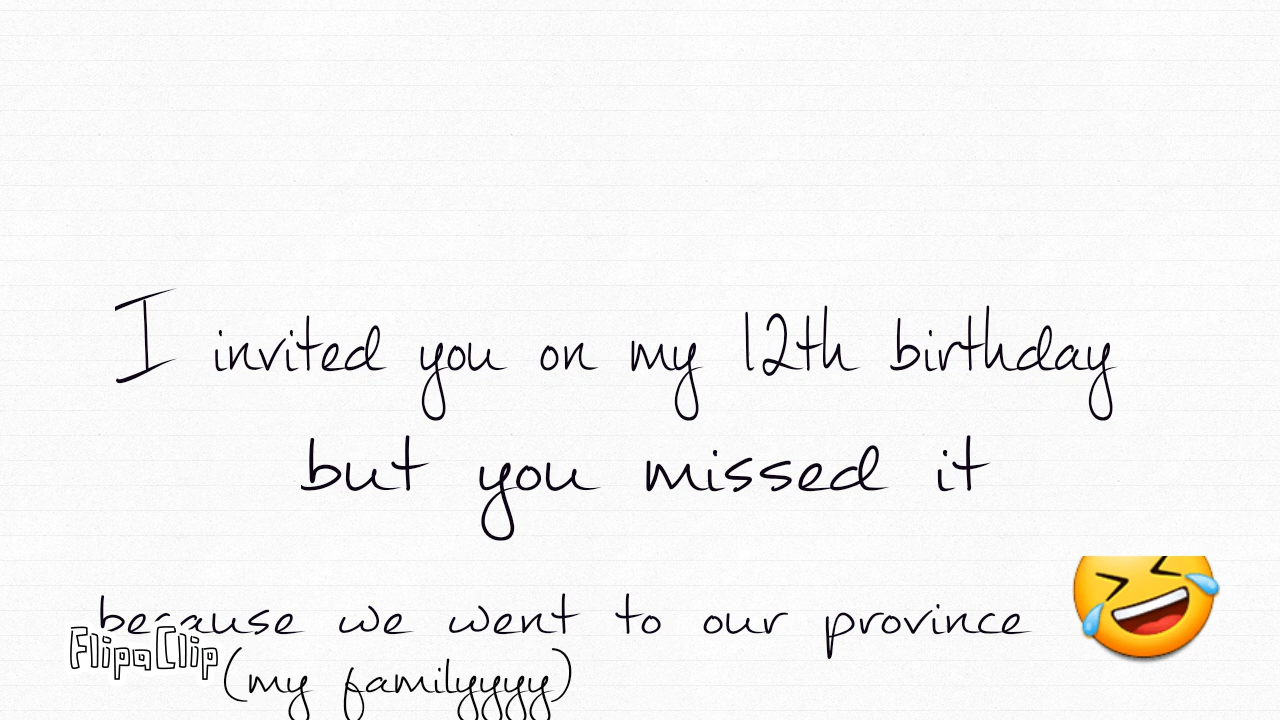 I invited you on my 12th birthday
but you missed it
because we went to our province 🤣
(my familyyyy)
FlipaClip